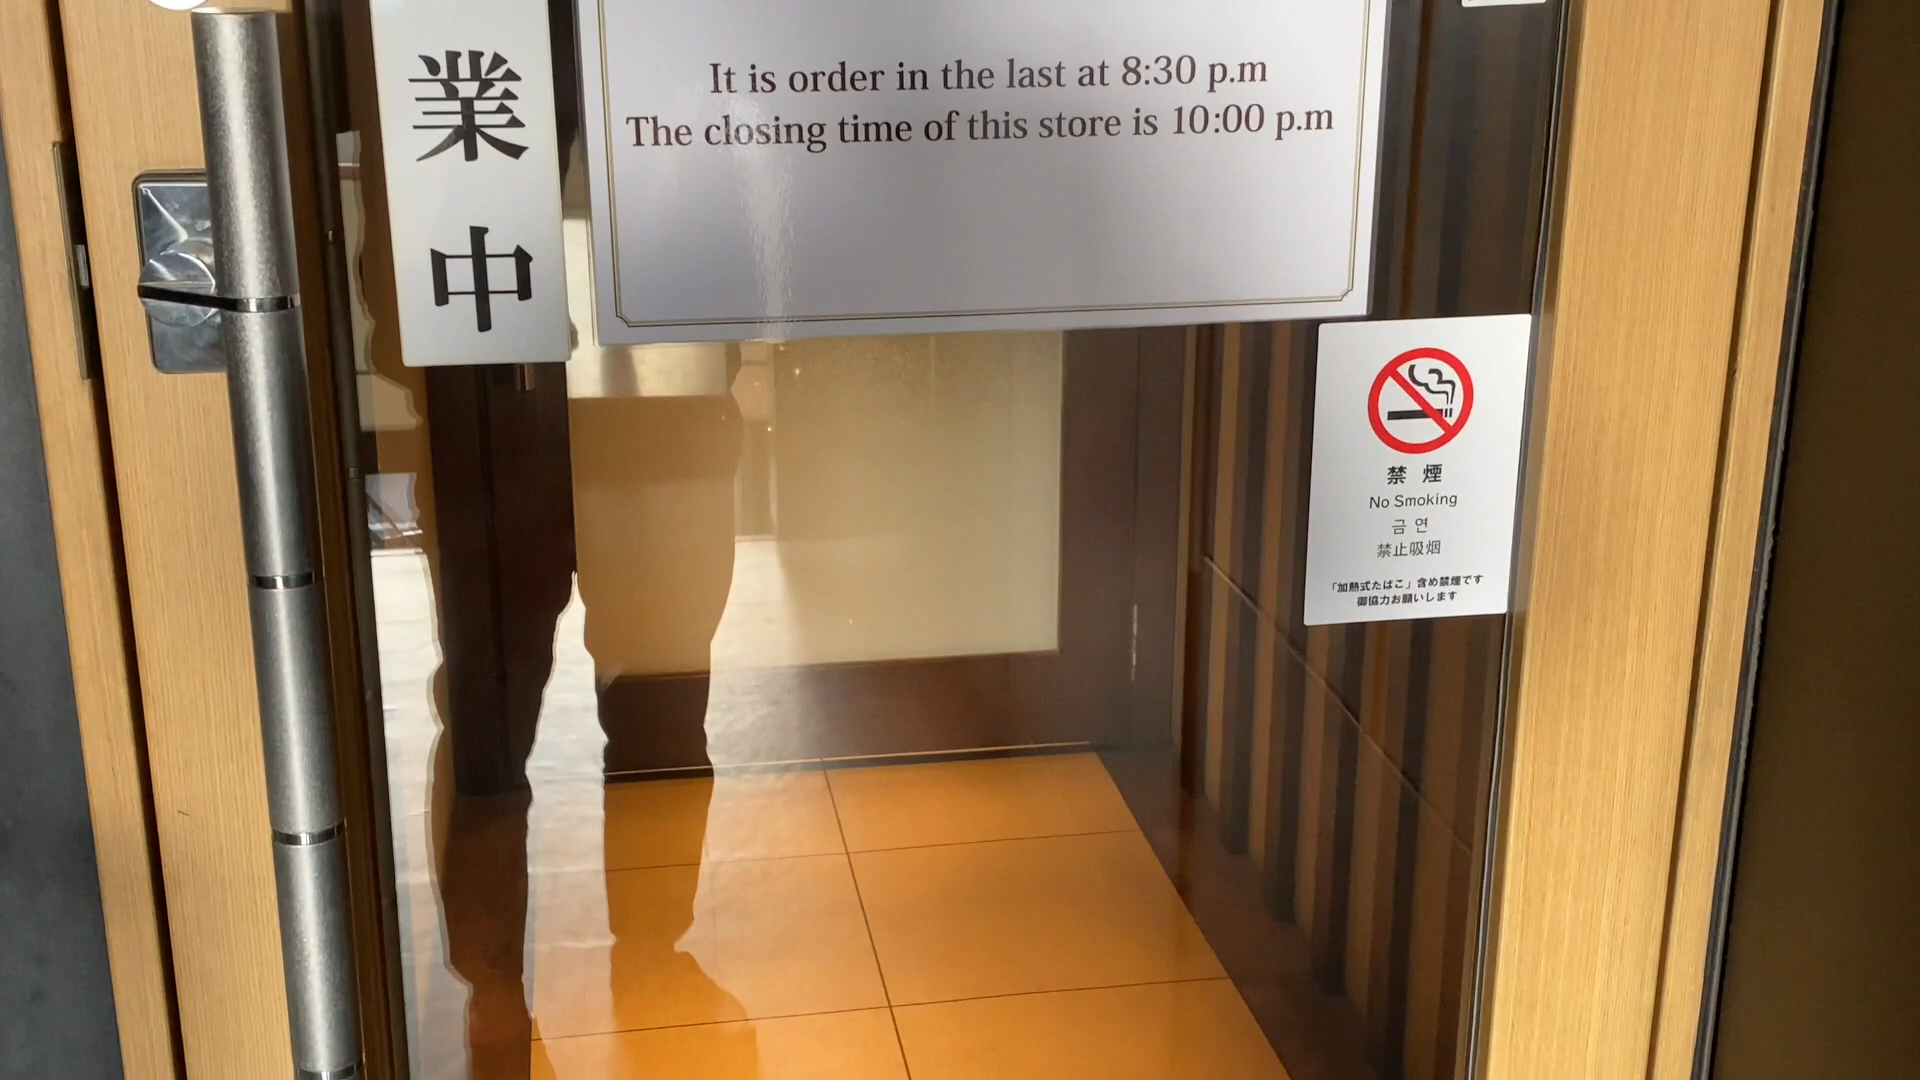 業
中
It is order in the last at 8:30 p.m
The closing time of this store is 10:00 p.m
禁 煙
No Smoking
금 연
禁止吸烟
「加熱式たばこ」含め禁煙です
御協力お願いします